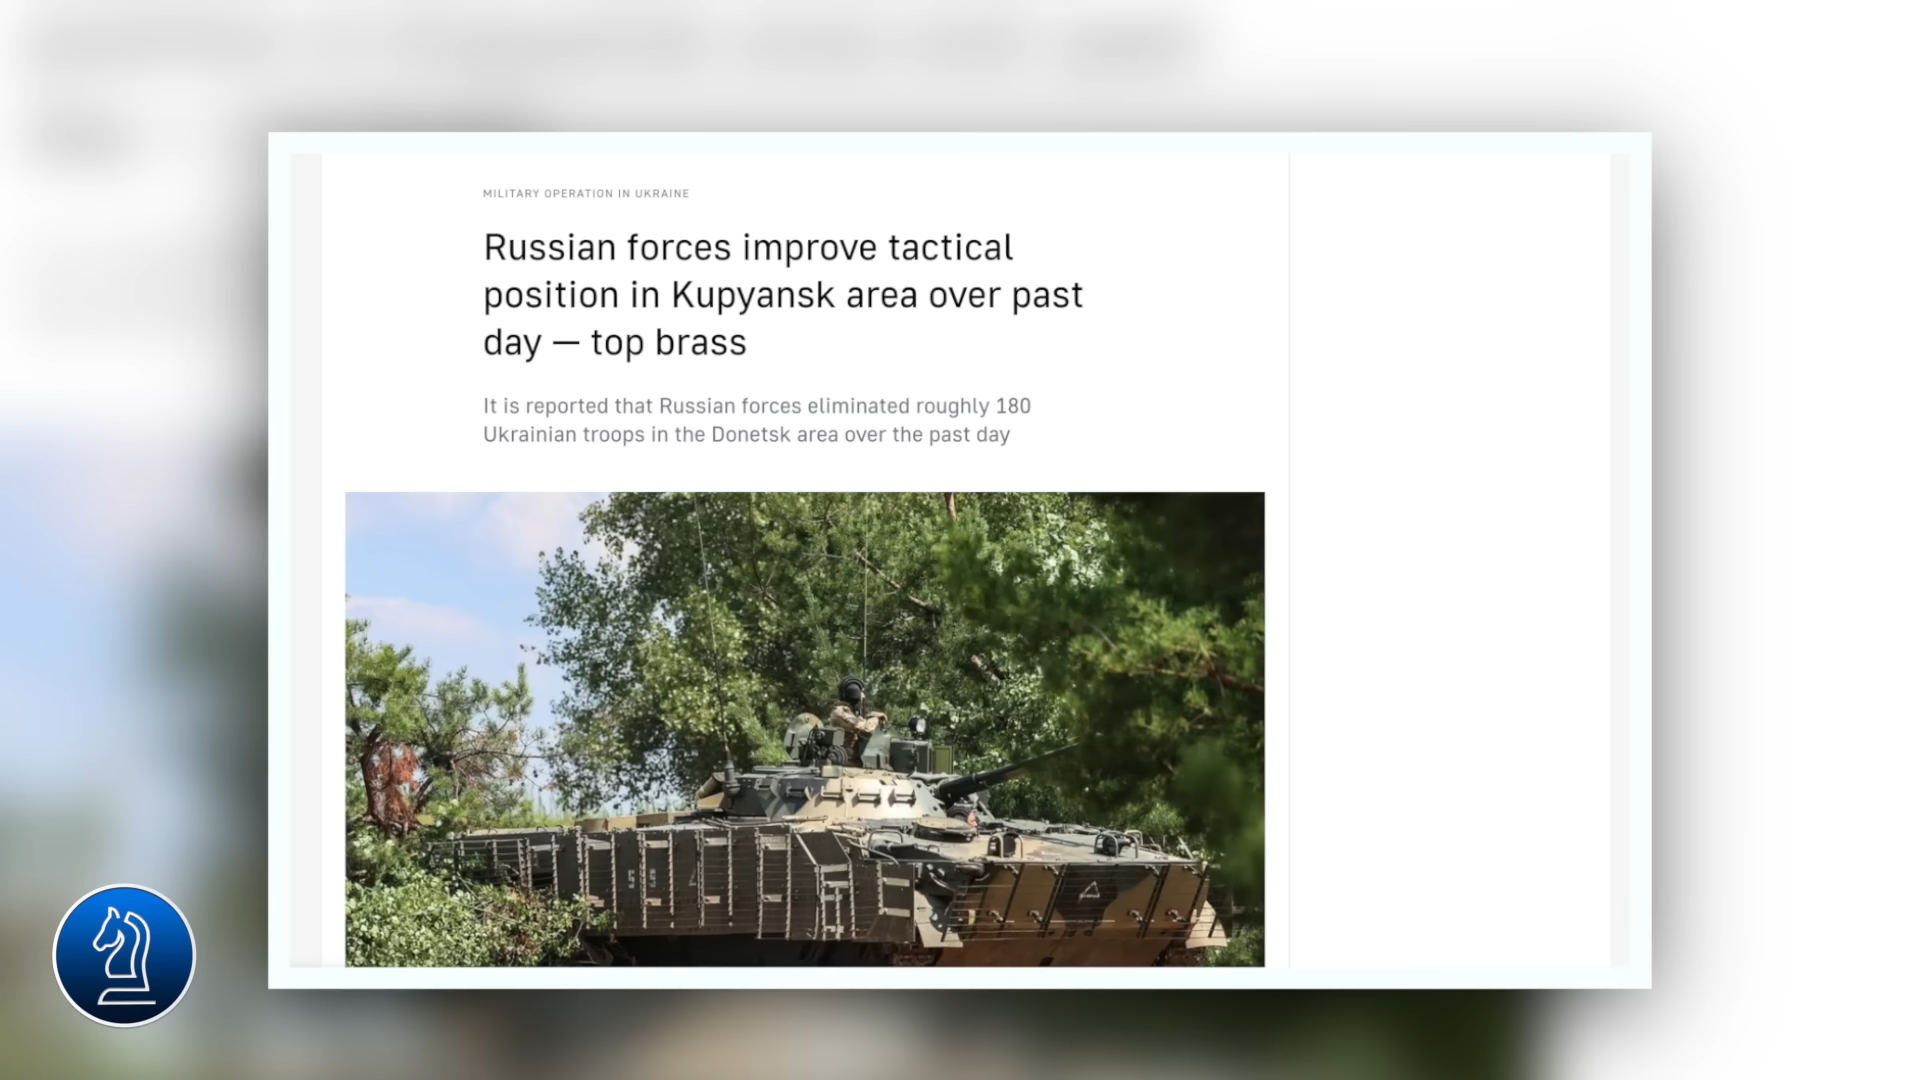 MILITARY OPERATION IN UKRAINE
Russian forces improve tactical
position in Kupyansk area over past
day — top brass
It is reported that Russian forces eliminated roughly 180
Ukrainian troops in the Donetsk area over the past day